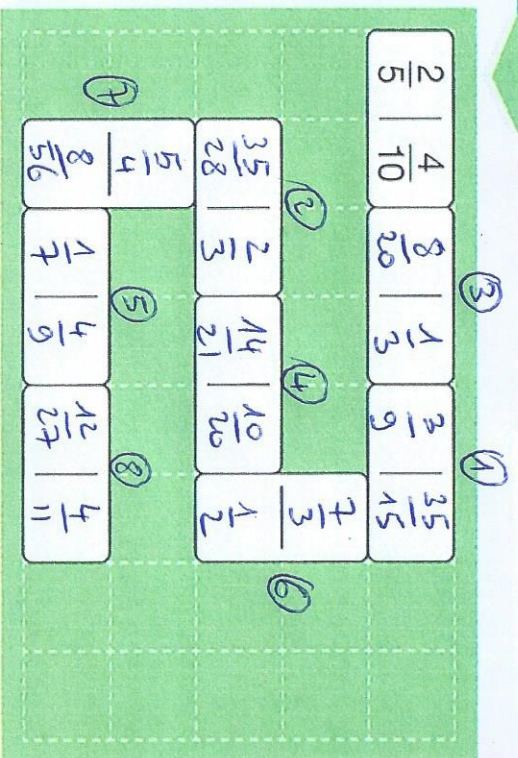 ③ ①
2/5 4/10 8/20 1/3 3/9 35/15
② ④ 7/3 ⑥
35/28 2/3 14/21 10/20 1/2
⑦ 5/4 ⑤ ⑧
8/56 1/7 4/9 12/27 4/11